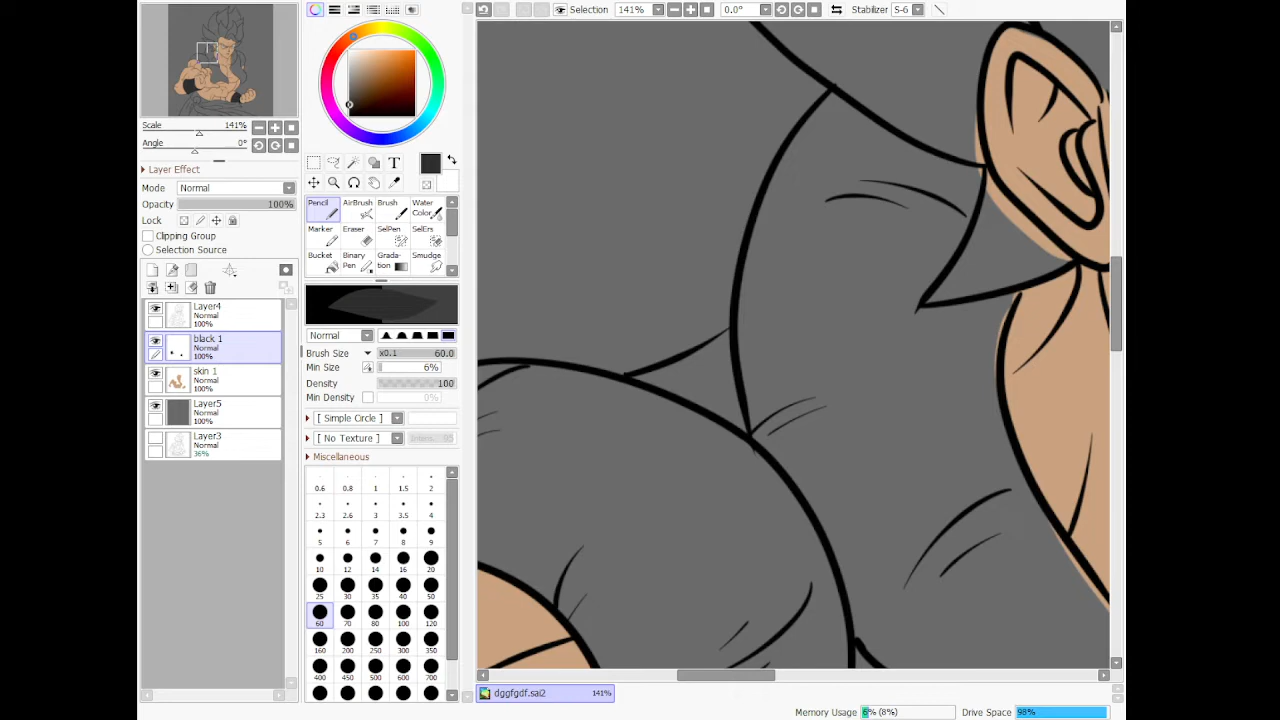 Selection 141% 0.0° Stabilizer S-6
Scale 141%
Angle 0°
Layer Effect
Mode Normal
Opacity 100%
Lock
Clipping Group
Selection Source
Layer4
Normal
100%
black 1
Normal
100%
skin 1
Normal
100%
Layer5
Normal
100%
Layer3
Normal
36%
T
Pencil AirBrush Brush Water
Color
Marker Eraser SelPen SelErs
Bucket Binary
Pen Grada-
tion Smudge
Normal
Brush Size x0.1 60.0
Min Size 6%
Density 100
Min Density 0%
[ Simple Circle ]
[ No Texture ]
Miscellaneous
0.6 0.8 1 1.5 2
2.3 2.6 3 3.5 4
5 6 7 8 9
10 12 14 16 20
25 30 35 40 50
60 70 80 100 120
160 200 250 300 350
400 450 500 600 700
dggfgdf.sai2 141%
Memory Usage 6% (8%) Drive Space 98%